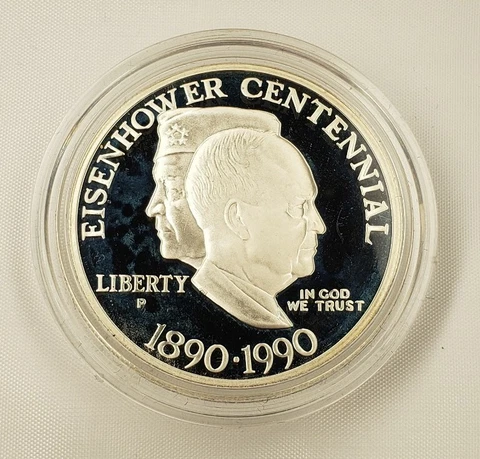 EISENHOWER CENTENNIAL
LIBERTY
P
IN GOD
WE TRUST
1890·1990